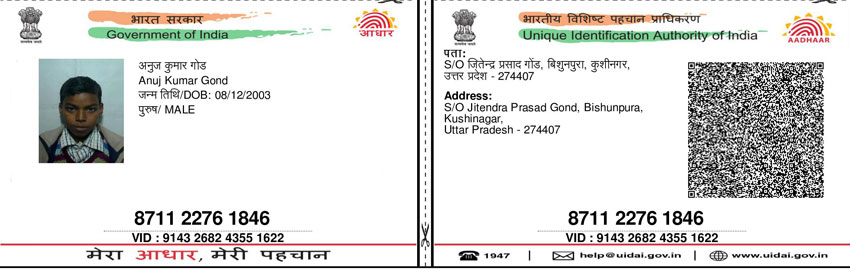 भारत सरकार
Government of India
आधार
अनुज कुमार गोड
Anuj Kumar Gond
जन्म तिथि/DOB: 08/12/2003
पुरुष/ MALE
8711 2276 1846
VID : 9143 2682 4355 1622
मेरा आधार, मेरी पहचान
भारतीय विशिष्ट पहचान प्राधिकरण
Unique Identification Authority of India
AADHAAR
पता:
S/O जितेन्द्र प्रसाद गोंड, बिशुनपुरा, कुशीनगर,
उत्तर प्रदेश - 274407
Address:
S/O Jitendra Prasad Gond, Bishunpura,
Kushinagar,
Uttar Pradesh - 274407
8711 2276 1846
VID : 9143 2682 4355 1622
1947 | help@uidai.gov.in | www.uidai.gov.in